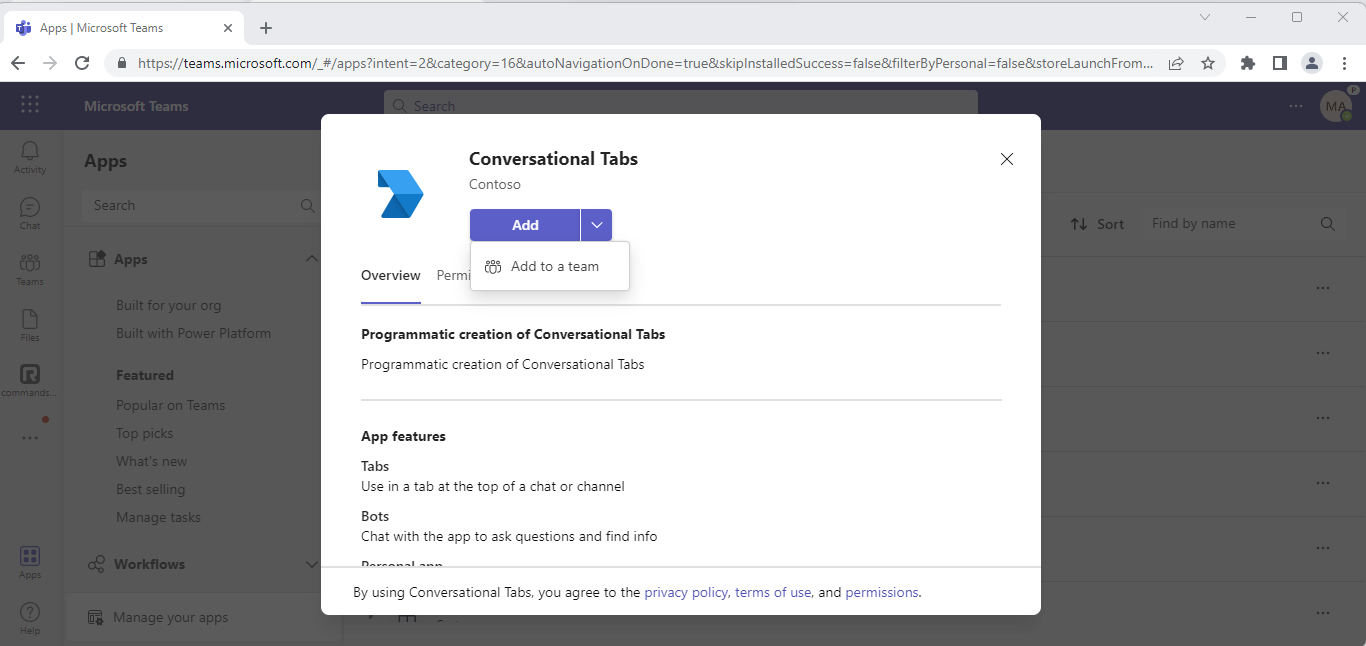 Apps | Microsoft Teams
https://teams.microsoft.com/_#/apps?intent=2&category=16&autoNavigationOnDone=true&skipInstalledSuccess=false&filterByPersonal=false&storeLaunchFrom...
Microsoft Teams
Search
MA
P
Activity
Chat
Teams
Files
commands...
Apps
Help
Apps
Search
Apps
Built for your org
Built with Power Platform
Featured
Popular on Teams
Top picks
What's new
Best selling
Manage tasks
Workflows
Manage your apps
Sort
Find by name
Conversational Tabs
Contoso
Add
Add to a team
Overview
Permi
Programmatic creation of Conversational Tabs
Programmatic creation of Conversational Tabs
App features
Tabs
Use in a tab at the top of a chat or channel
Bots
Chat with the app to ask questions and find info
Personal app
By using Conversational Tabs, you agree to the privacy policy, terms of use, and permissions.